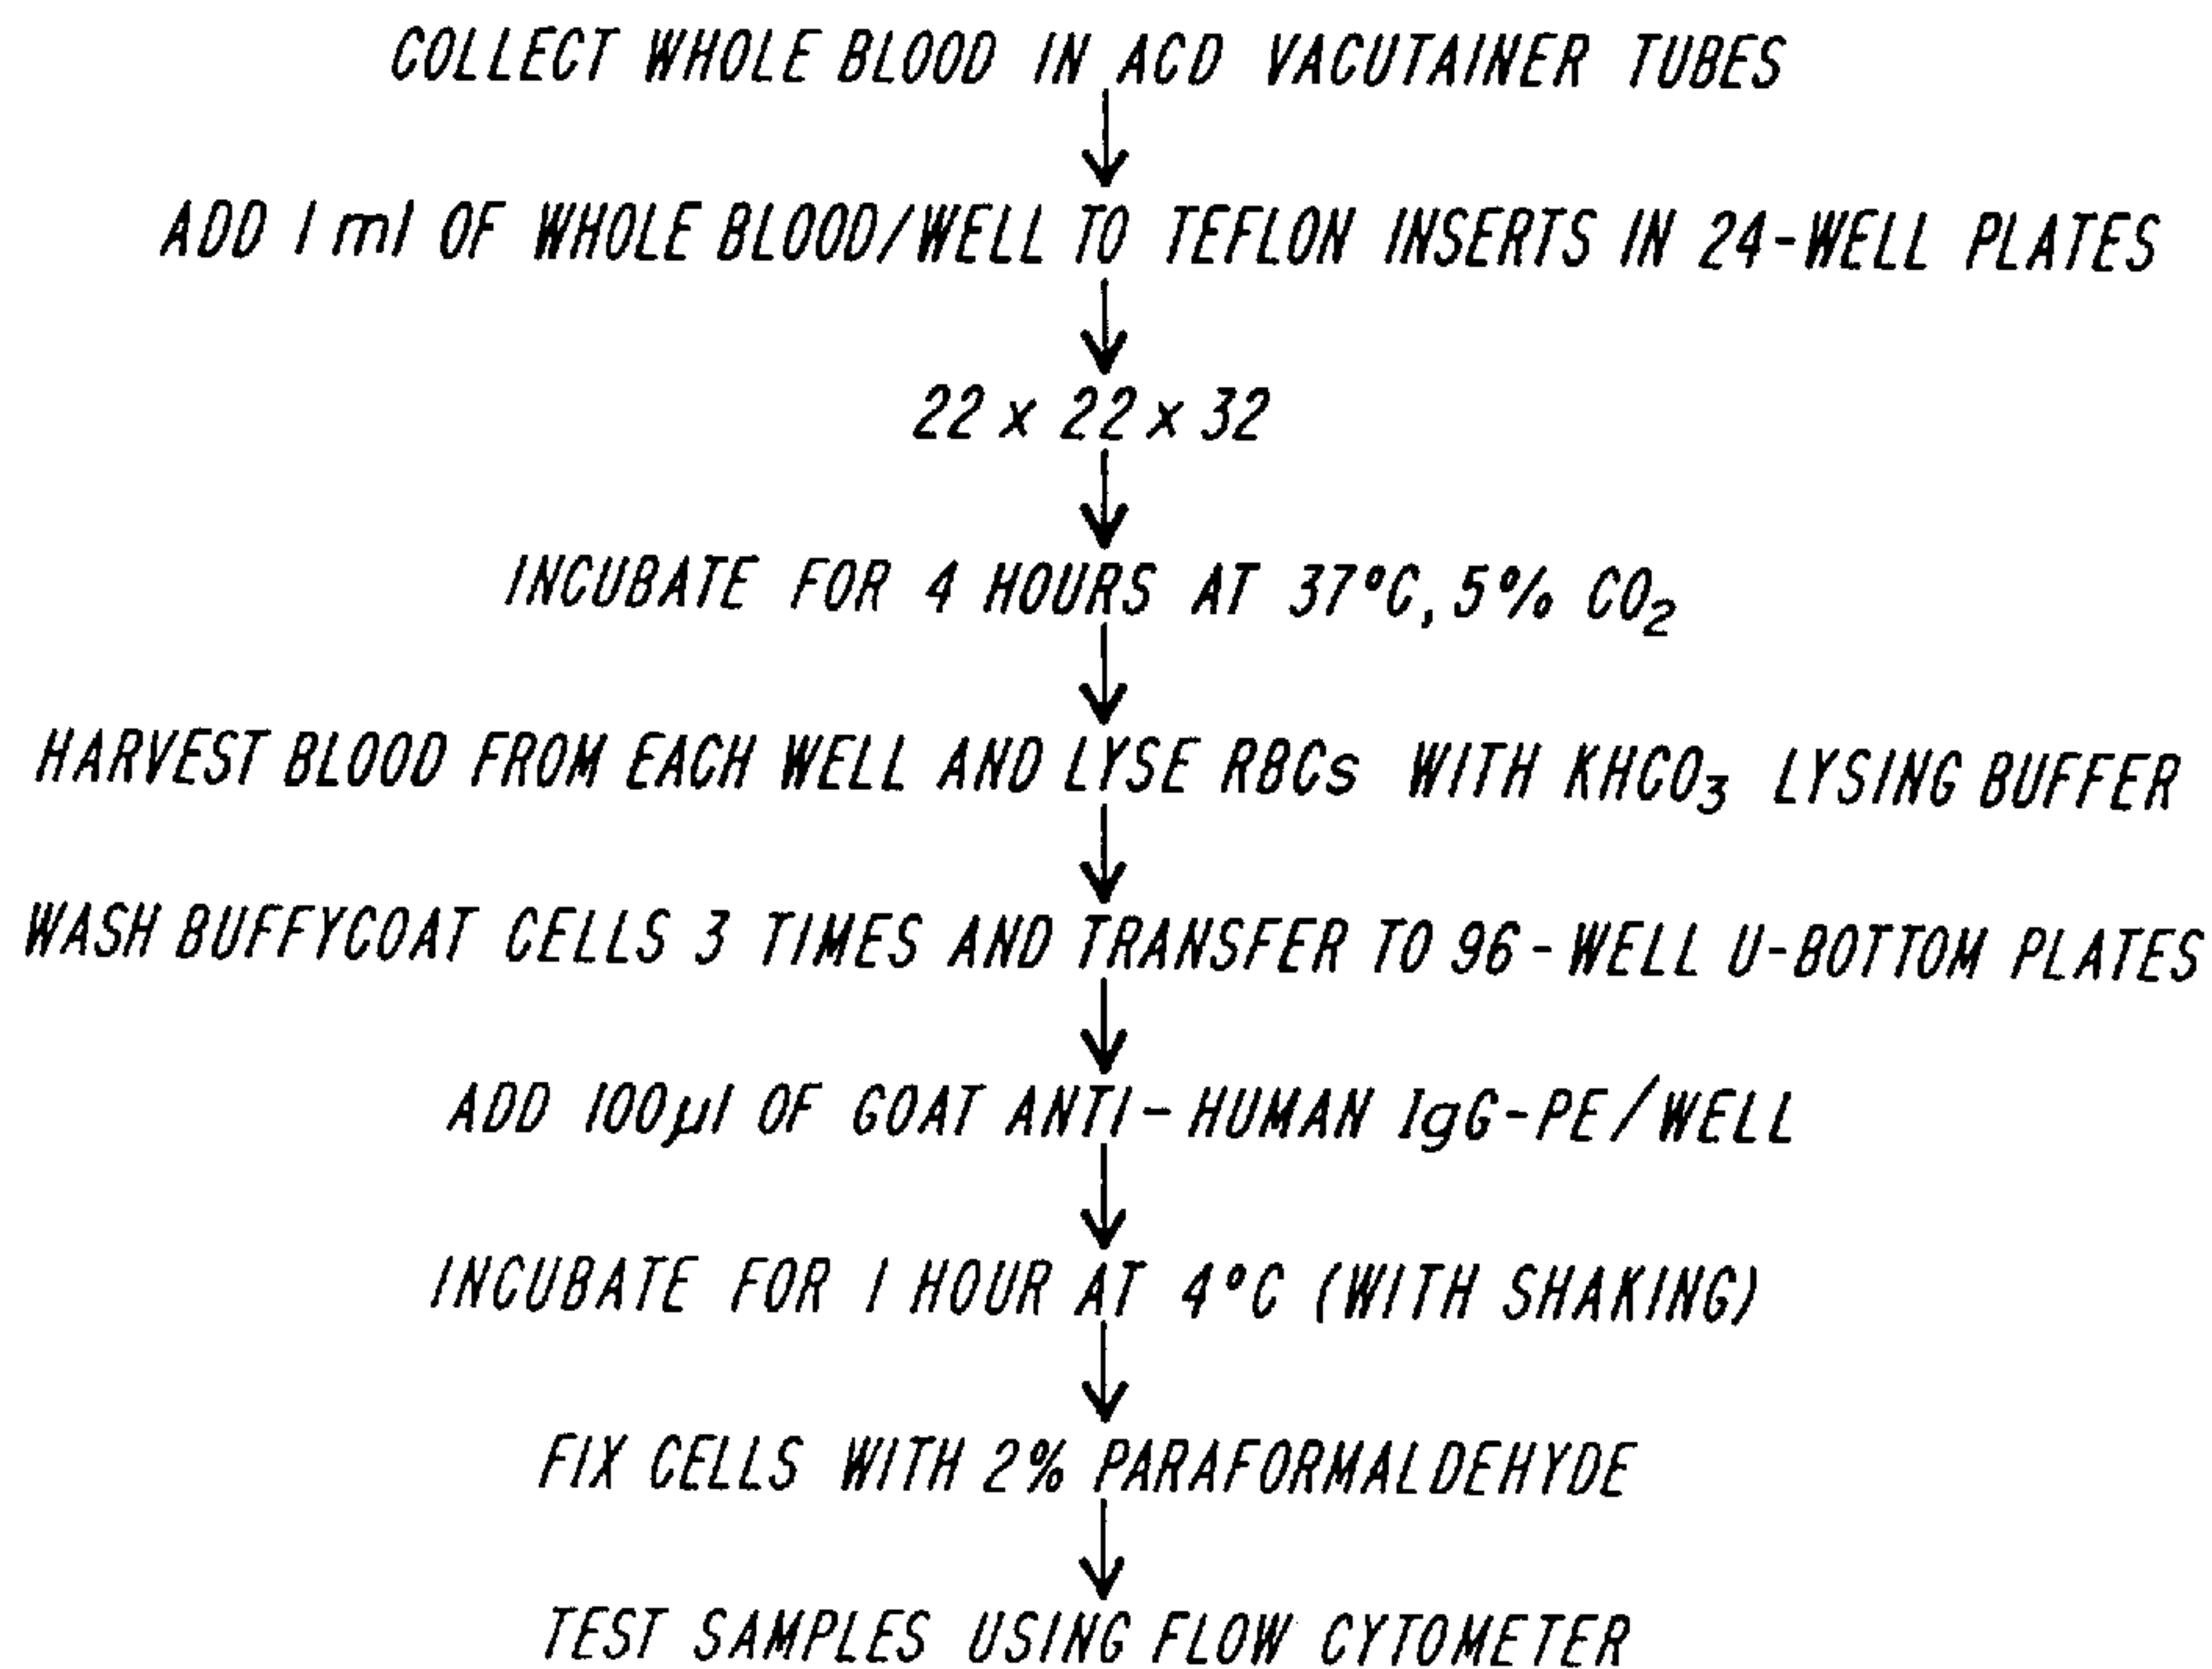 COLLECT WHOLE BLOOD IN ACD VACUTAINER TUBES
ADD 1 ml OF WHOLE BLOOD/WELL TO TEFLON INSERTS IN 24-WELL PLATES
22 x 22 x 32
INCUBATE FOR 4 HOURS AT 37°C, 5% CO₂
HARVEST BLOOD FROM EACH WELL AND LYSE RBCs WITH KHCO₃ LYSING BUFFER
WASH BUFFYCOAT CELLS 3 TIMES AND TRANSFER TO 96-WELL U-BOTTOM PLATES
ADD 100µl OF GOAT ANTI-HUMAN IgG-PE/WELL
INCUBATE FOR 1 HOUR AT 4°C (WITH SHAKING)
FIX CELLS WITH 2% PARAFORMALDEHYDE
TEST SAMPLES USING FLOW CYTOMETER